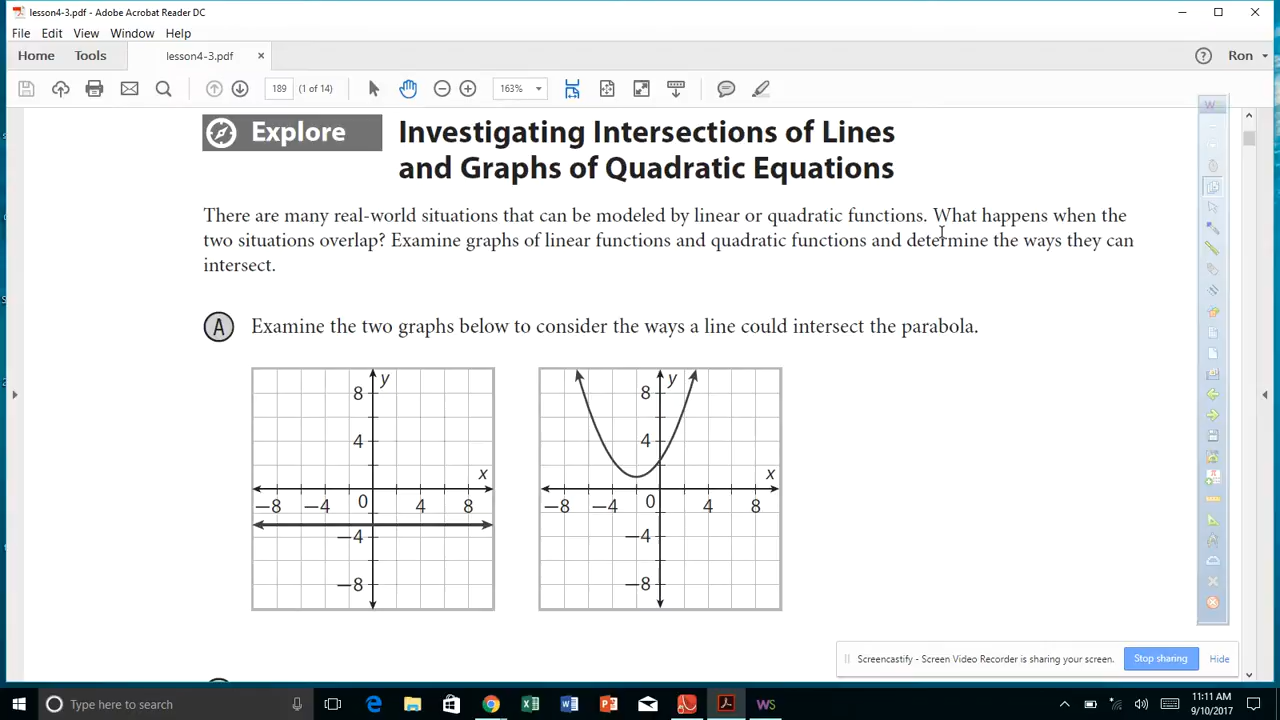 lesson4-3.pdf - Adobe Acrobat Reader DC
File Edit View Window Help
Home Tools lesson4-3.pdf × ? Ron
189 (1 of 14) 163%
Explore
Investigating Intersections of Lines
and Graphs of Quadratic Equations
There are many real-world situations that can be modeled by linear or quadratic functions. What happens when the
two situations overlap? Examine graphs of linear functions and quadratic functions and determine the ways they can
intersect.
A Examine the two graphs below to consider the ways a line could intersect the parabola.
y
8
4
x
−8 −4 0 4 8
−4
−8
y
8
4
x
−8 −4 0 4 8
−4
−8
Screencastify - Screen Video Recorder is sharing your screen. Stop sharing Hide
Type here to search
11:11 AM
9/10/2017